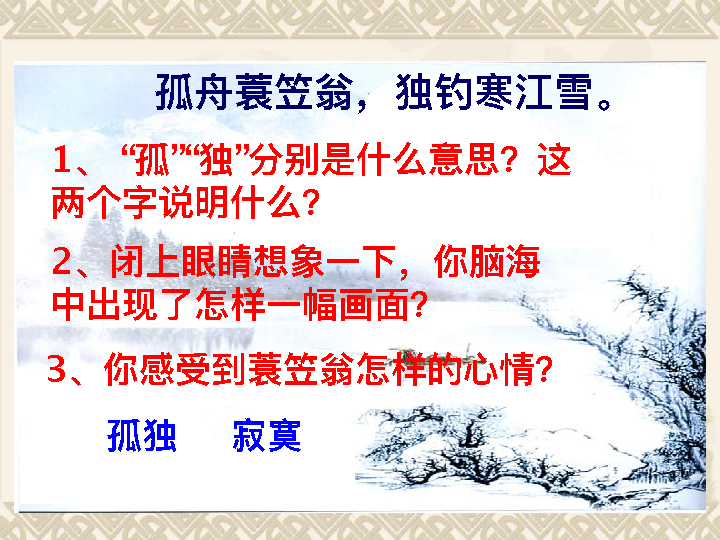 孤舟蓑笠翁，独钓寒江雪。
1、“孤”“独”分别是什么意思？这
两个字说明什么？
2、闭上眼睛想象一下，你脑海
中出现了怎样一幅画面？
3、你感受到蓑笠翁怎样的心情？
孤独 寂寞